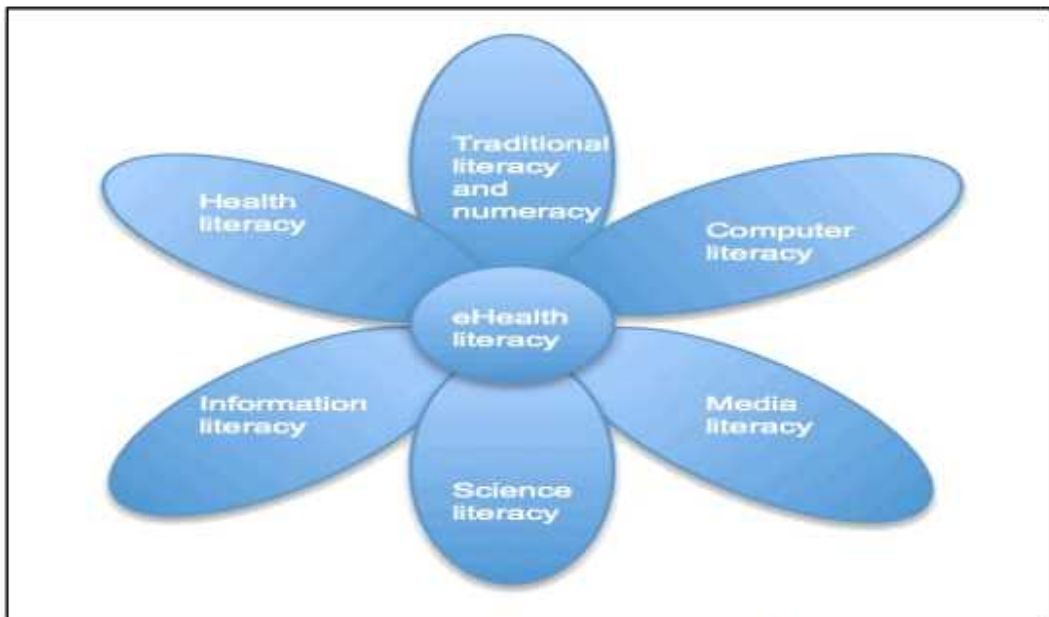 Traditional
literacy
and
numeracy
Health
literacy
Computer
literacy
eHealth
literacy
Information
literacy
Media
literacy
Science
literacy